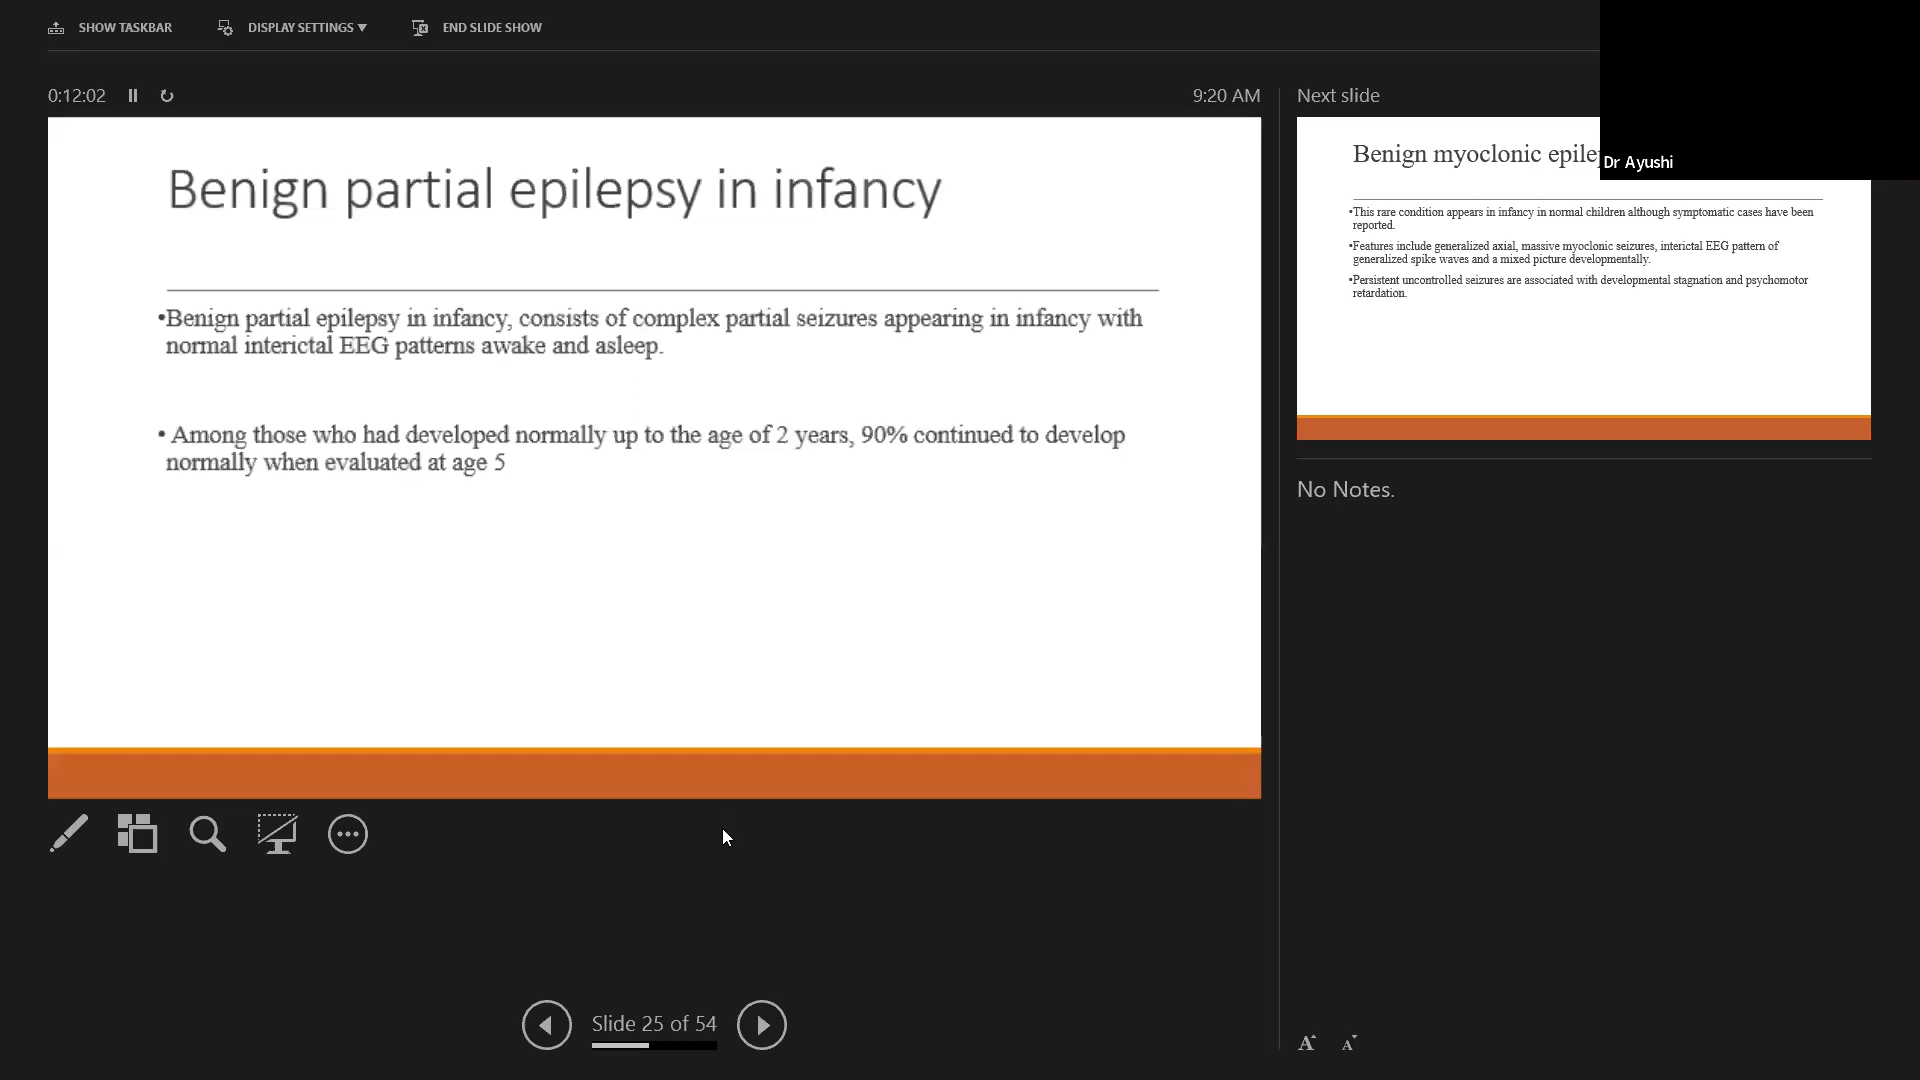 SHOW TASKBAR
DISPLAY SETTINGS
END SLIDE SHOW
0:12:02
9:20 AM
Benign partial epilepsy in infancy
•Benign partial epilepsy in infancy, consists of complex partial seizures appearing in infancy with
normal interictal EEG patterns awake and asleep.
• Among those who had developed normally up to the age of 2 years, 90% continued to develop
normally when evaluated at age 5
Slide 25 of 54
Next slide
Dr Ayushi
Benign myoclonic
•This rare condition appears in infancy in normal children although symptomatic cases have been
reported.
•Features include generalized axial, massive myoclonic seizures, interictal EEG pattern of
generalized spike waves and a mixed picture developmentally.
•Persistent uncontrolled seizures are associated with developmental stagnation and psychomotor
retardation.
No Notes.
A A